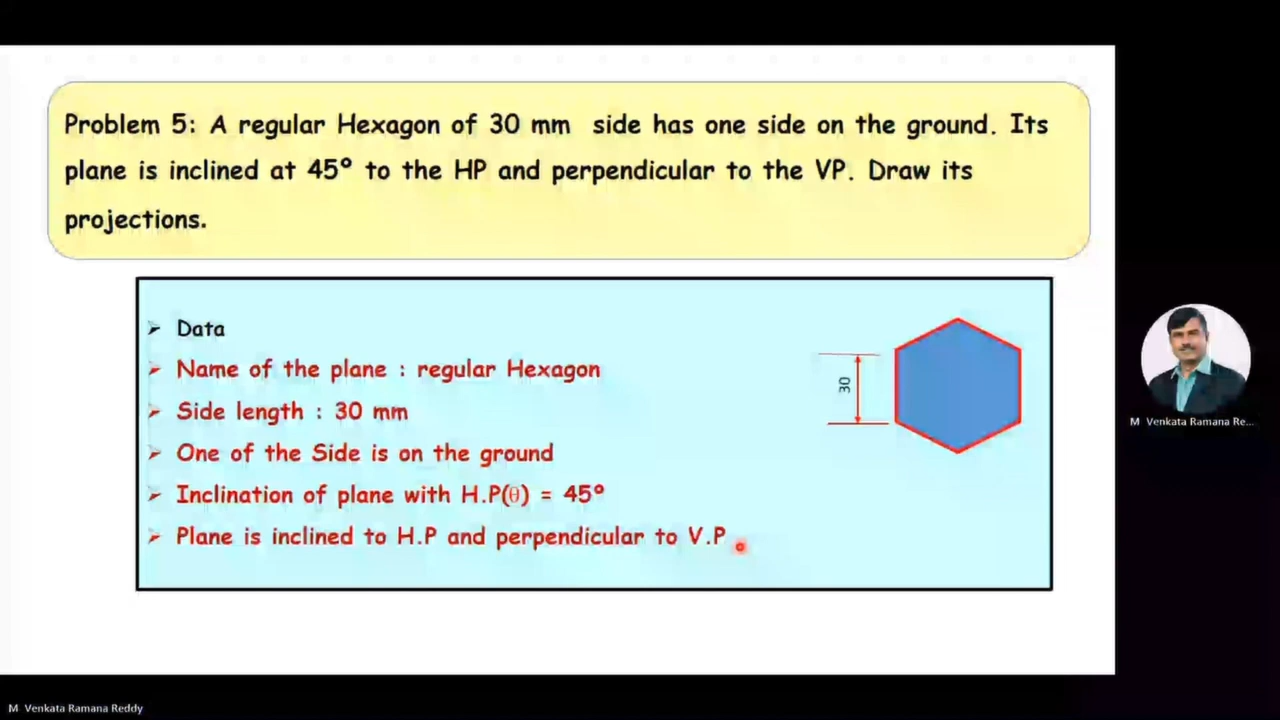 Problem 5: A regular Hexagon of 30 mm side has one side on the ground. Its
plane is inclined at 45º to the HP and perpendicular to the VP. Draw its
projections.
➢ Data
➢ Name of the plane : regular Hexagon
➢ Side length : 30 mm
➢ One of the Side is on the ground
➢ Inclination of plane with H.P(θ) = 45º
➢ Plane is inclined to H.P and perpendicular to V.P
30
M Venkata Ramana Re...
M Venkata Ramana Reddy